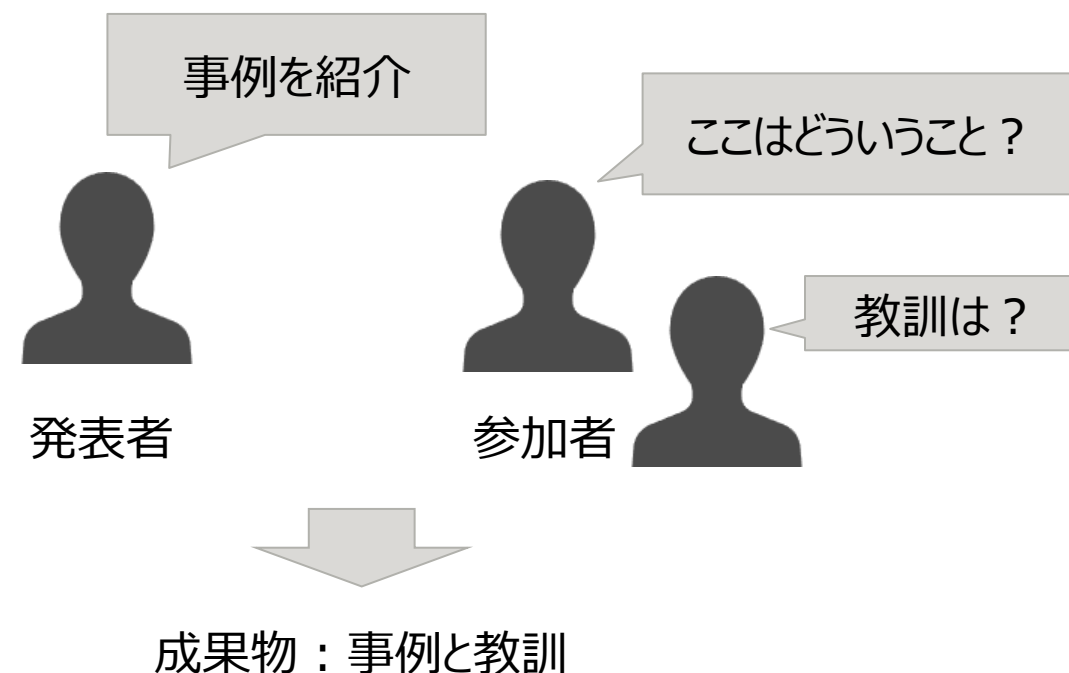 事例を紹介
ここはどういうこと？
教訓は？
発表者
参加者
成果物：事例と教訓